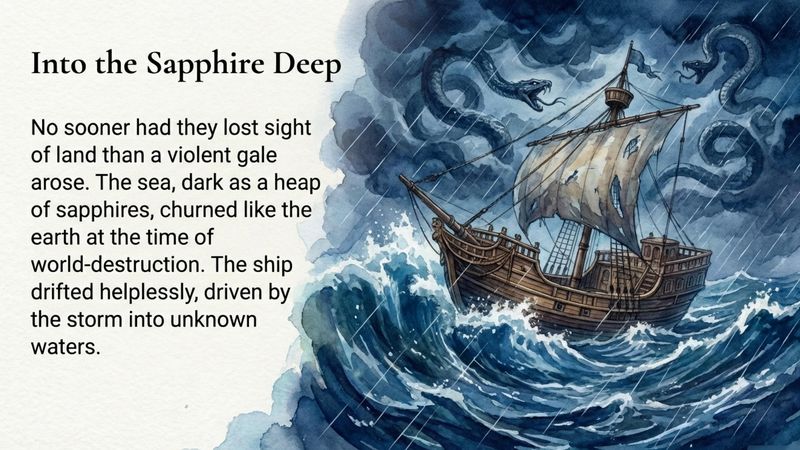 Into the Sapphire Deep
No sooner had they lost sight
of land than a violent gale
arose. The sea, dark as a heap
of sapphires, churned like the
earth at the time of
world-destruction. The ship
drifted helplessly, driven by
the storm into unknown
waters.